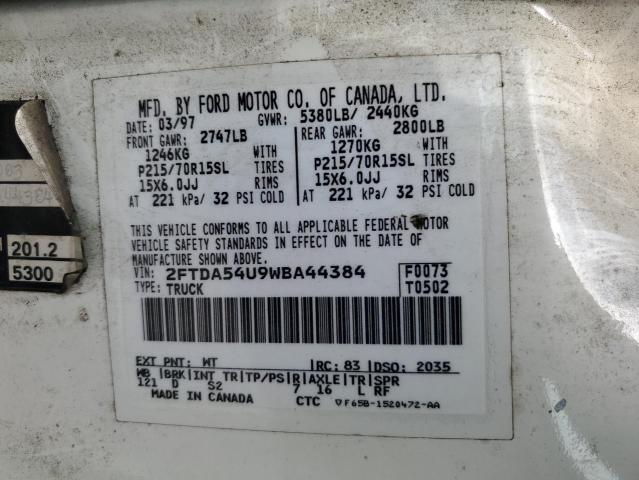 MFD. BY FORD MOTOR CO. OF CANADA, LTD.
DATE: 03/97 GVWR: 5380LB/ 2440KG
FRONT GAWR: 2747LB REAR GAWR: 2800LB
1246KG WITH 1270KG WITH
P215/70R15SL TIRES P215/70R15SL TIRES
15X6.0JJ RIMS 15X6.0JJ RIMS
AT 221 kPa/ 32 PSI COLD AT 221 kPa/ 32 PSI COLD
THIS VEHICLE CONFORMS TO ALL APPLICABLE FEDERAL MOTOR
VEHICLE SAFETY STANDARDS IN EFFECT ON THE DATE OF
MANUFACTURE SHOWN ABOVE.
VIN: 2FTDA54U9WBA44384 F0073
TYPE: TRUCK T0502
EXT PNT: WT RC: 83 DSO: 2035
WB BRK INT TR TP/PS R AXLE TR SPR
121 D S2 7 16 L RF
MADE IN CANADA CTC F65B-1520472-AA
201.2
5300